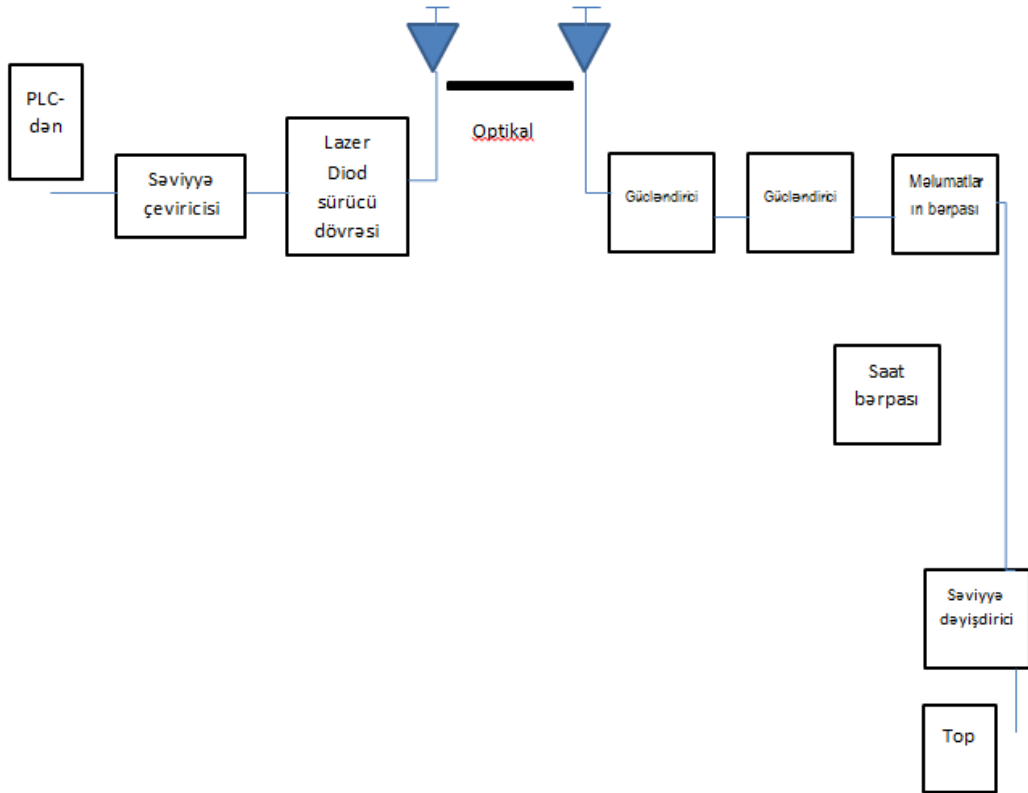 PLC-
dən
Səviyyə
çeviricisi
Lazer
Diod
sürücü
dövrəsi
Optikal
Gücləndirici
Gücləndirici
Məlumatlar
ın bərpası
Saat
bərpası
Səviyyə
dəyişdirici
Top